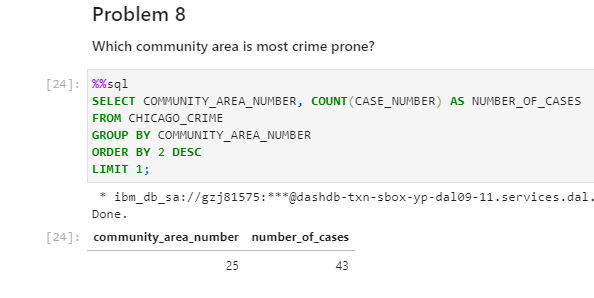 Problem 8
Which community area is most crime prone?
[24]: %%sql
SELECT COMMUNITY_AREA_NUMBER, COUNT(CASE_NUMBER) AS NUMBER_OF_CASES
FROM CHICAGO_CRIME
GROUP BY COMMUNITY_AREA_NUMBER
ORDER BY 2 DESC
LIMIT 1;
* ibm_db_sa://gzj81575:***@dashdb-txn-sbox-yp-dal09-11.services.dal.
Done.
[24]: community_area_number number_of_cases
25 43